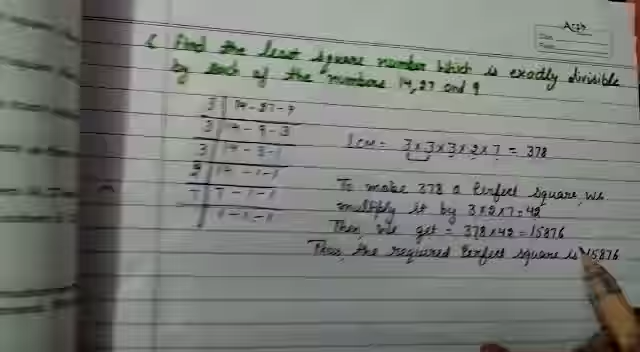 Find the least square number which is exactly divisible
by each of the numbers 14, 27 and 9
3 | 14 - 27 - 9
3 | 14 - 9 - 3
3 | 14 - 3 - 1
2 | 14 - 1 - 1
7 | 7 - 1 - 1
1 - 1 - 1
LCM = 3 × 3 × 3 × 2 × 7 = 378
To make 378 a Perfect Square, we
multiply it by 3×2×7=42
Then, we get = 378×42=15876
Thus, the required Perfect square is 15876